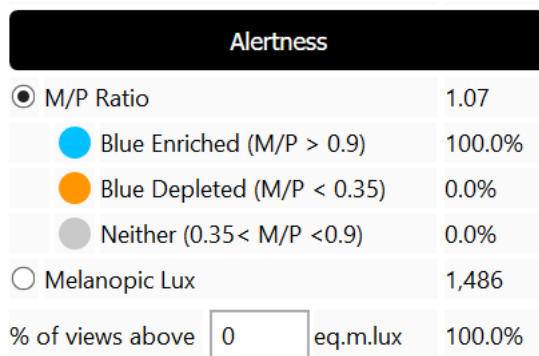 Alertness
M/P Ratio 1.07
Blue Enriched (M/P > 0.9) 100.0%
Blue Depleted (M/P < 0.35) 0.0%
Neither (0.35< M/P <0.9) 0.0%
Melanopic Lux 1,486
% of views above 0 eq.m.lux 100.0%